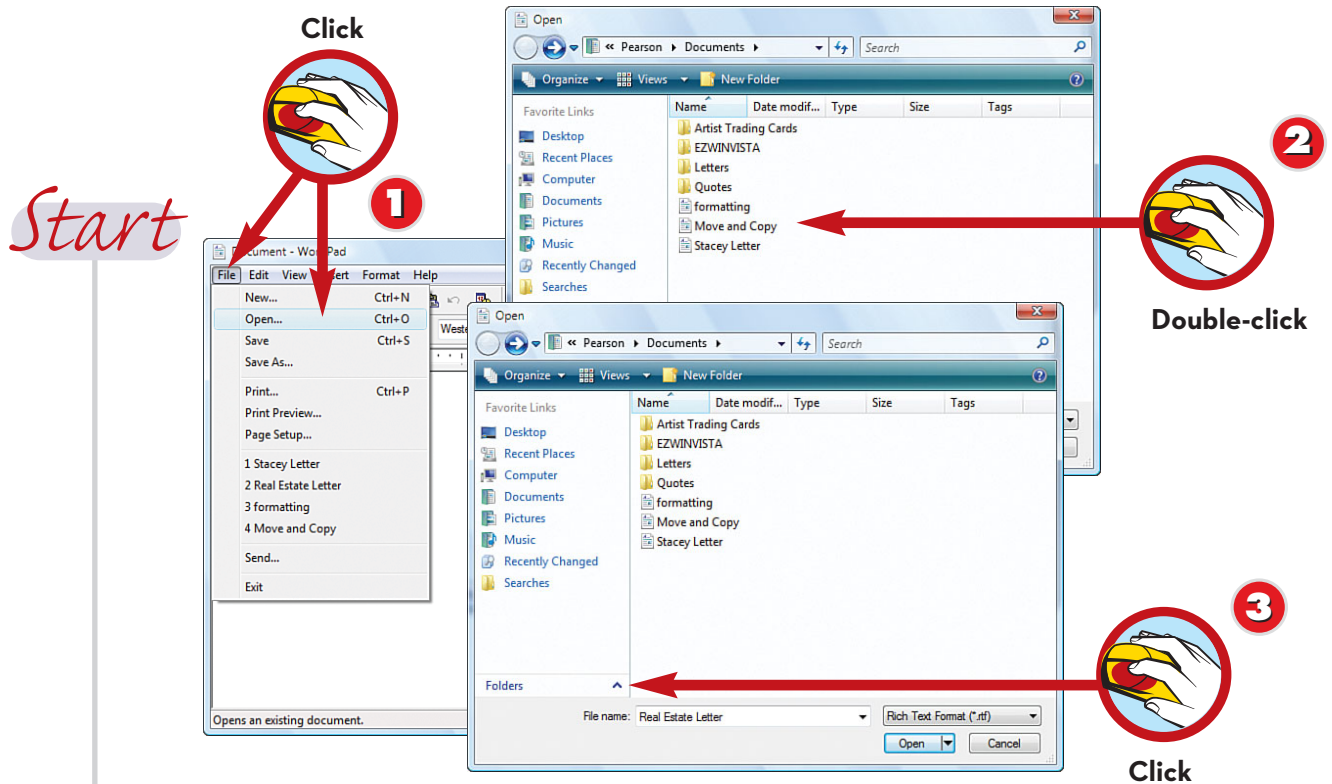 Click
Start
1
Document - WordPad
File Edit View Insert Format Help
New... Ctrl+N
Open... Ctrl+O
Save Ctrl+S
Save As...
Print... Ctrl+P
Print Preview...
Page Setup...
1 Stacey Letter
2 Real Estate Letter
3 formatting
4 Move and Copy
Send...
Exit
Opens an existing document.
Open
« Pearson Documents
Search
Organize Views New Folder
Favorite Links
Desktop
Recent Places
Computer
Documents
Pictures
Music
Recently Changed
Searches
Name Date modif... Type Size Tags
Artist Trading Cards
EZWINVISTA
Letters
Quotes
formatting
Move and Copy
Stacey Letter
2
Double-click
Open
« Pearson Documents
Search
Organize Views New Folder
Favorite Links
Desktop
Recent Places
Computer
Documents
Pictures
Music
Recently Changed
Searches
Folders
Name Date modif... Type Size Tags
Artist Trading Cards
EZWINVISTA
Letters
Quotes
formatting
Move and Copy
Stacey Letter
File name: Real Estate Letter Rich Text Format (*.rtf)
Open Cancel
3
Click